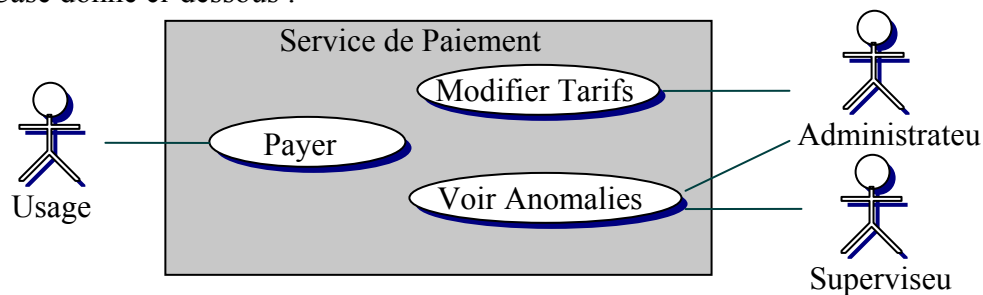 Service de Paiement
Modifier Tarifs
Payer
Administrateu
Voir Anomalies
Usage
Superviseu